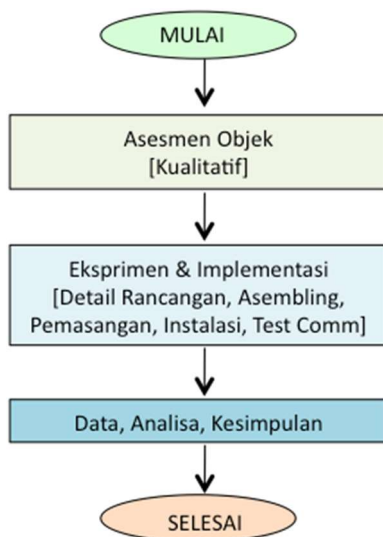 MULAI
Asesmen Objek
[Kualitatif]
Eksprimen & Implementasi
[Detail Rancangan, Asembling,
Pemasangan, Instalasi, Test Comm]
Data, Analisa, Kesimpulan
SELESAI